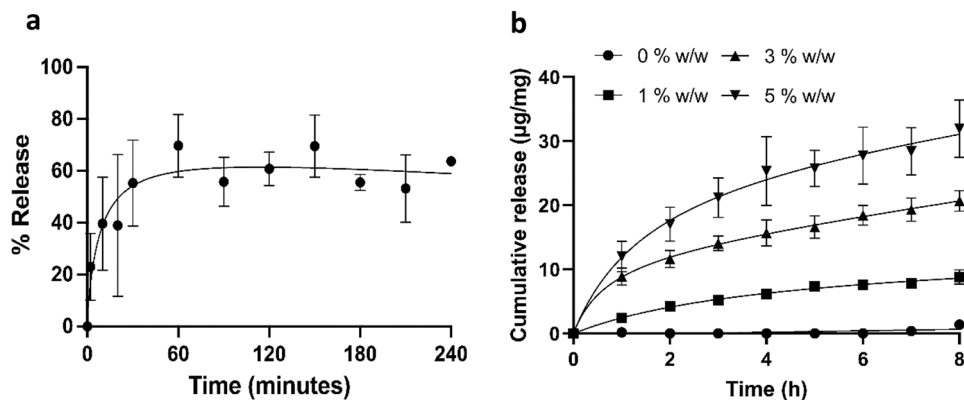 a
100
80
60
40
20
0
% Release
0 60 120 180 240
Time (minutes)
b
0 % w/w 3 % w/w
1 % w/w 5 % w/w
40
30
20
10
0
Cumulative release (µg/mg)
0 2 4 6 8
Time (h)